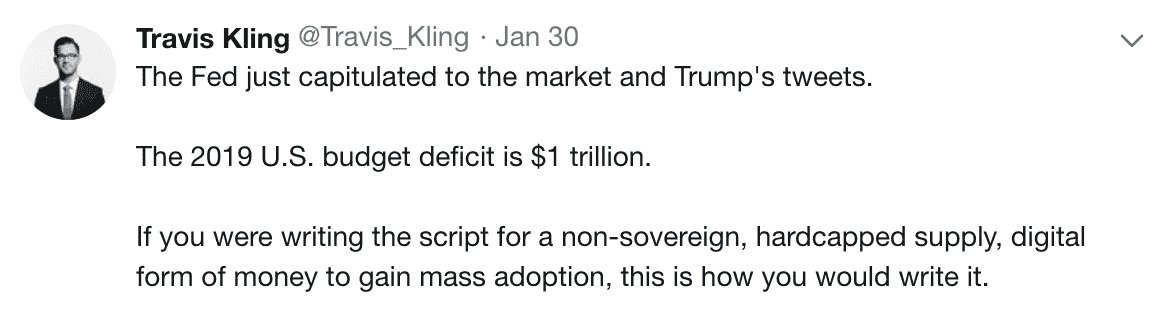 Travis Kling @Travis_Kling · Jan 30
The Fed just capitulated to the market and Trump's tweets.
The 2019 U.S. budget deficit is $1 trillion.
If you were writing the script for a non-sovereign, hardcapped supply, digital
form of money to gain mass adoption, this is how you would write it.